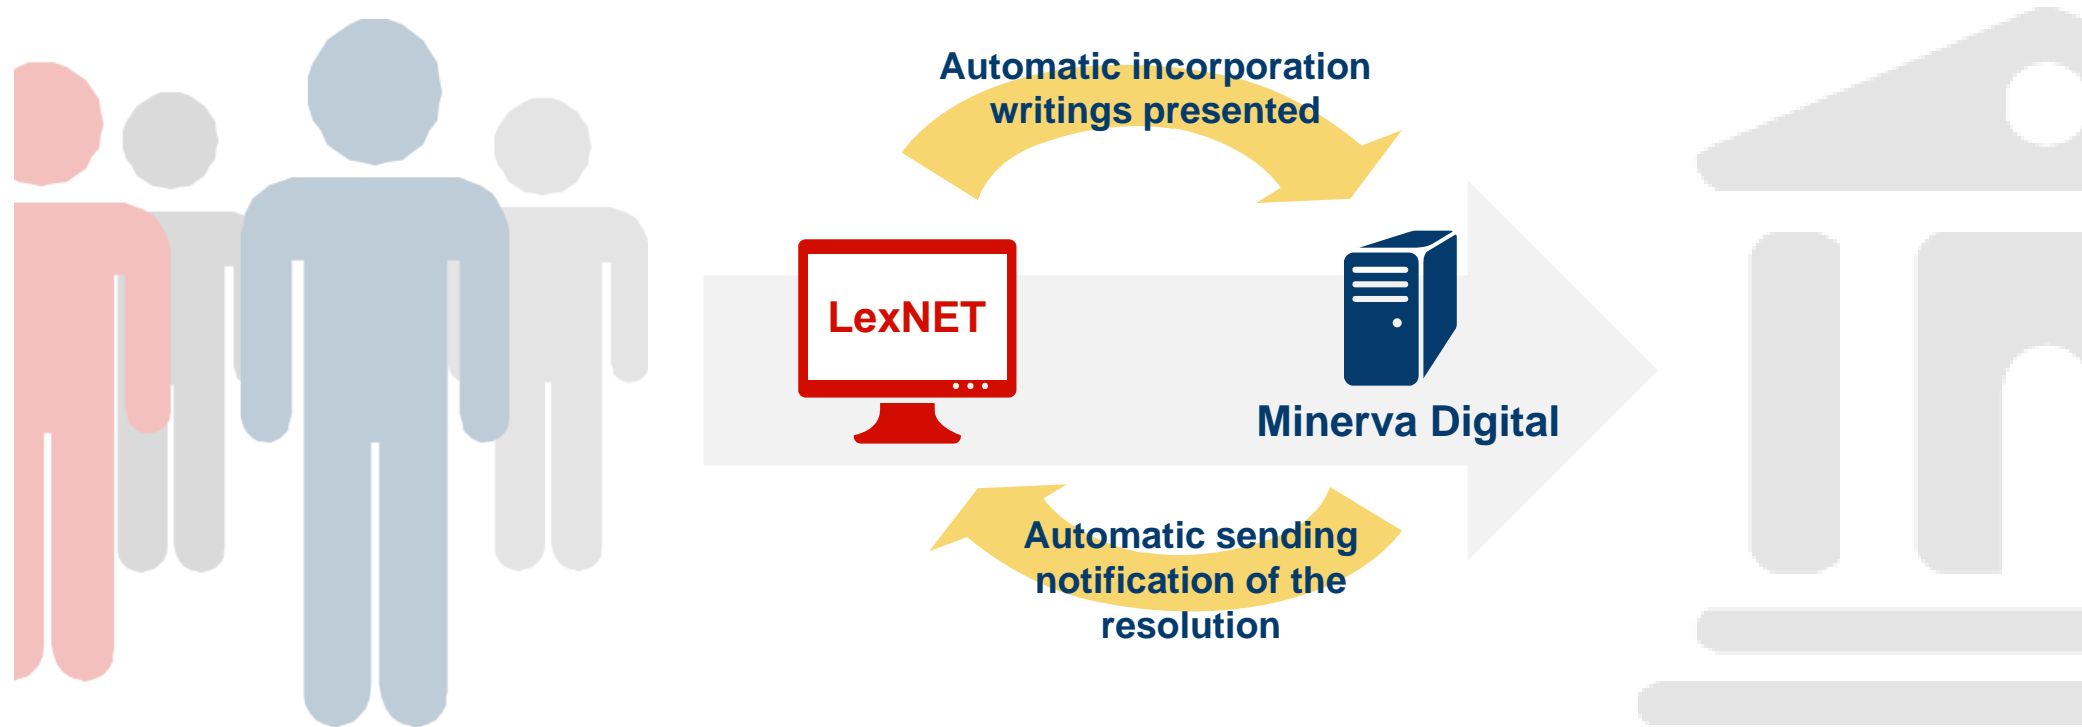 Automatic incorporation
writings presented
LexNET
Minerva Digital
Automatic sending
notification of the
resolution